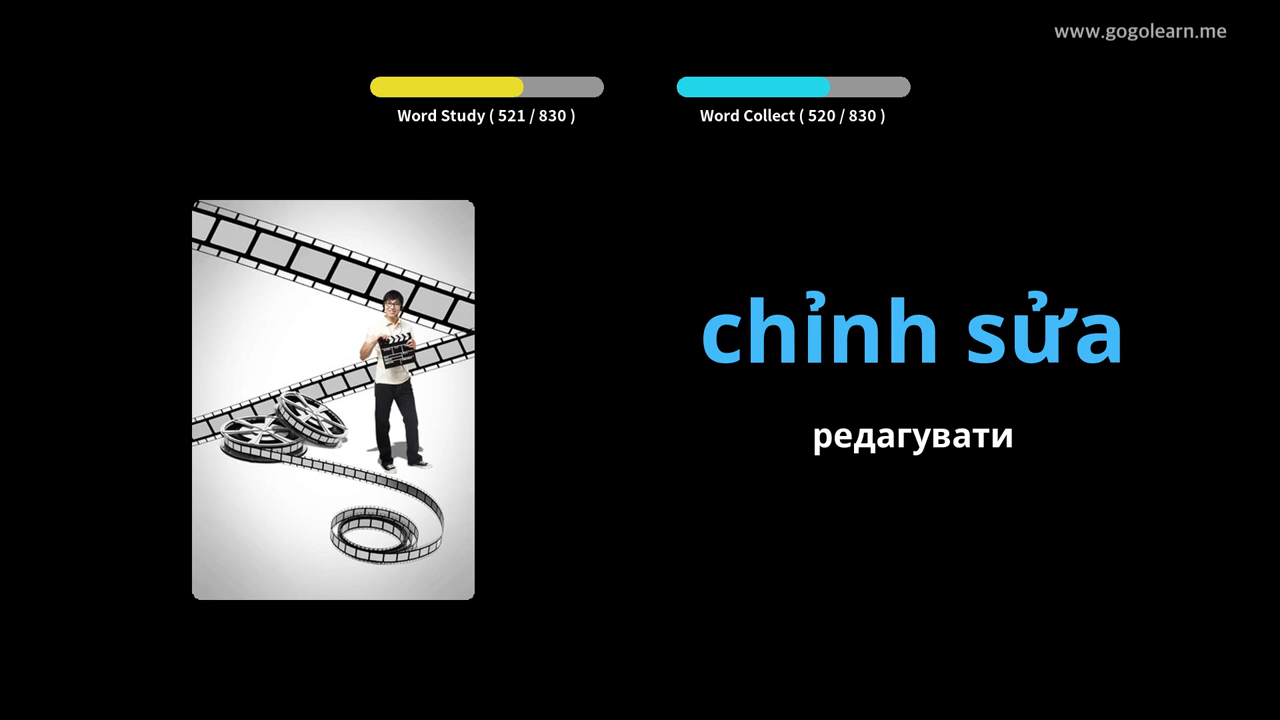 www.gogolearn.me
Word Study ( 521 / 830 )
Word Collect ( 520 / 830 )
chỉnh sửa
редагувати